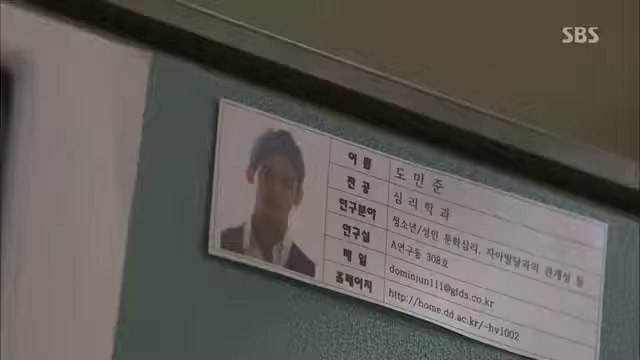 SBS
이 름 도 민 준
전 공 심 리 학 과
연구분야 청소년/성인 문화심리, 자아발달과의 관계성 등
연구실 A연구동 308호
메 일 dominjun111@gfds.co.kr
홈페이지 http://home.dd.ac.kr/~hv1002